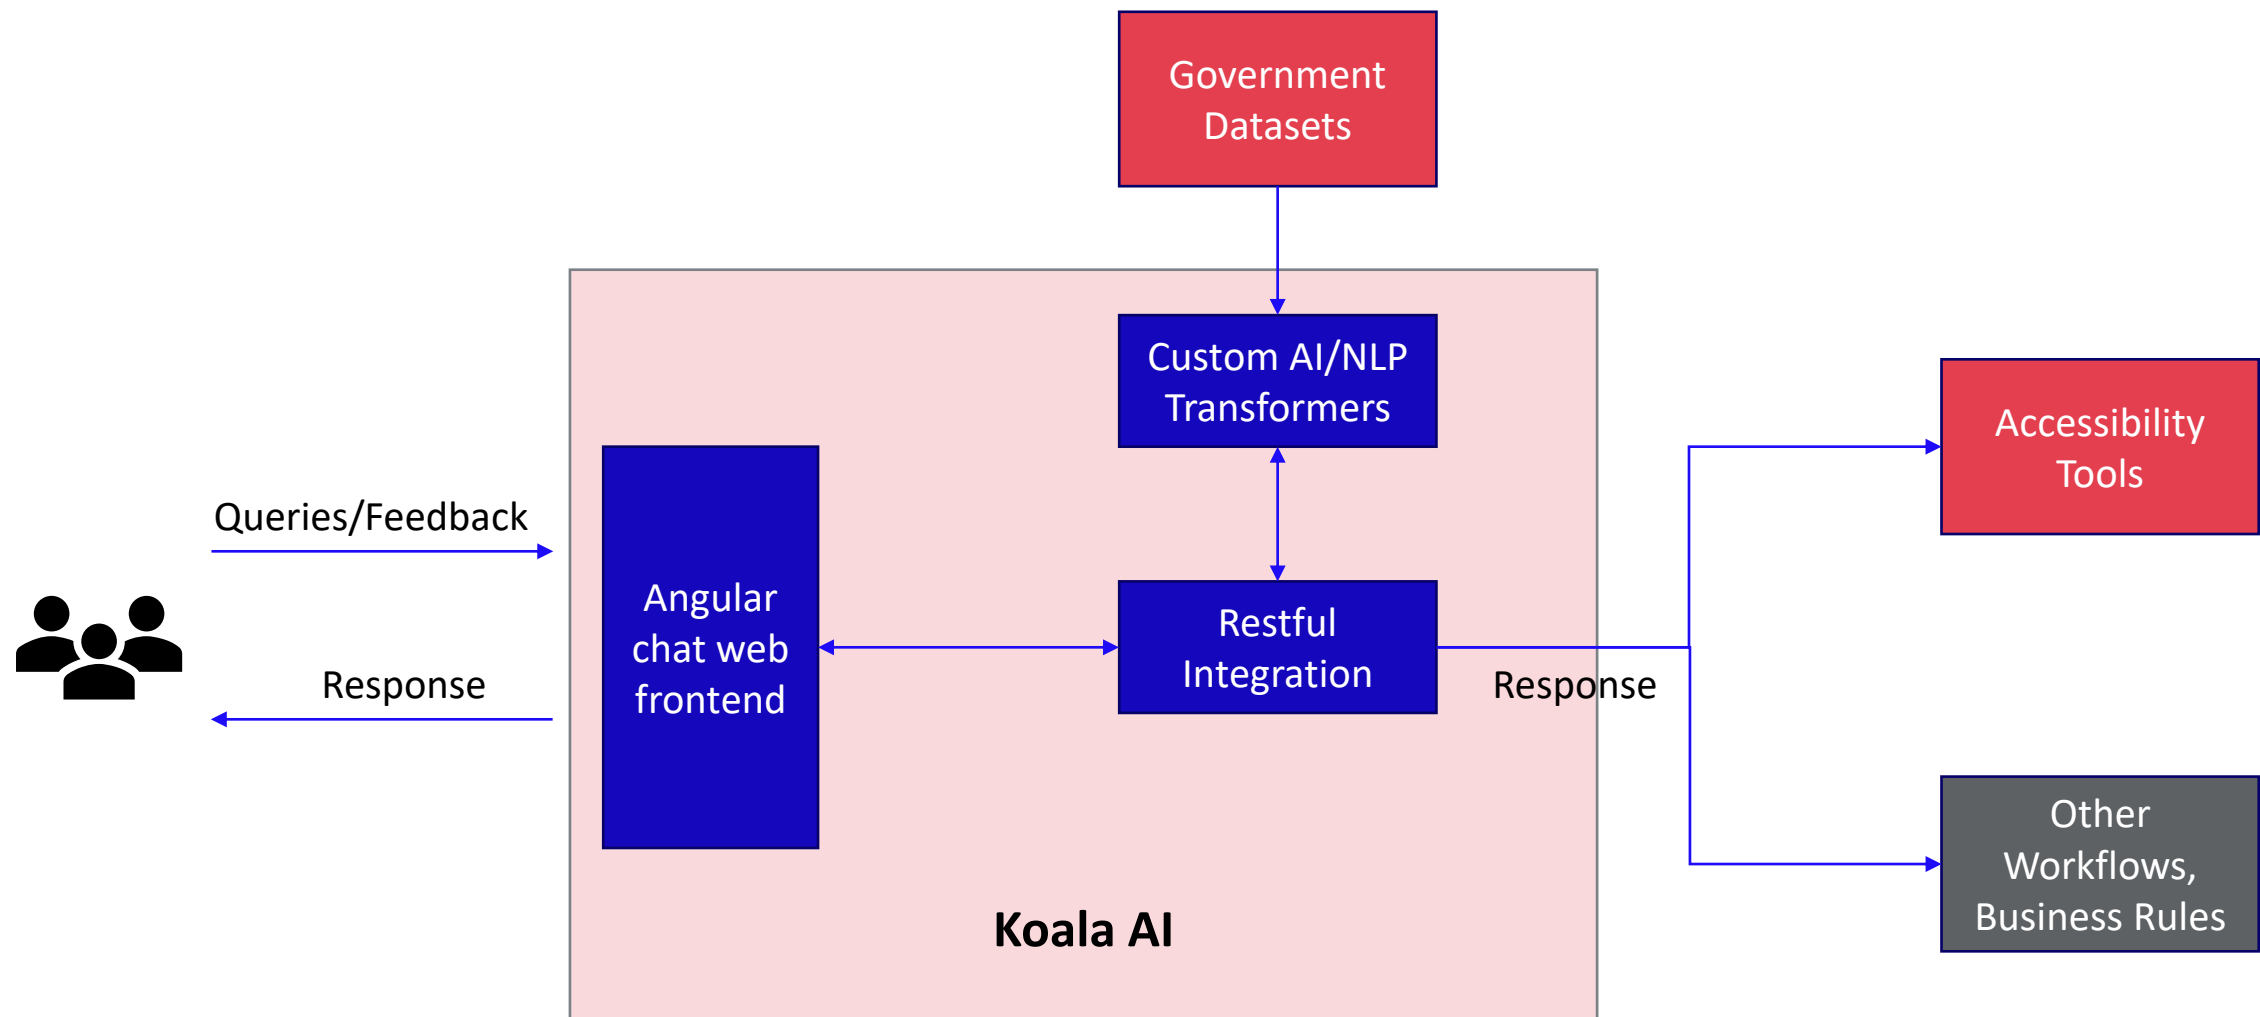 Government
Datasets
Custom AI/NLP
Transformers
Accessibility
Tools
Queries/Feedback
Angular
chat web
frontend
Restful
Integration
Response
Response
Other
Workflows,
Business Rules
Koala AI